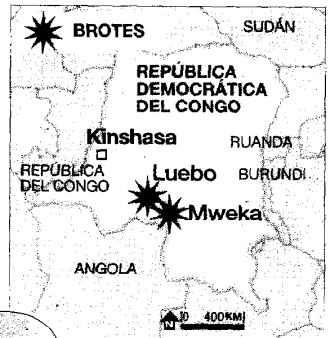 BROTES
SUDÁN
REPÚBLICA
DEMOCRÁTICA
DEL CONGO
Kinshasa
RUANDA
REPÚBLICA
DEL CONGO
Luebo
BURUNDI
Mweka
ANGOLA
N
0 400KM